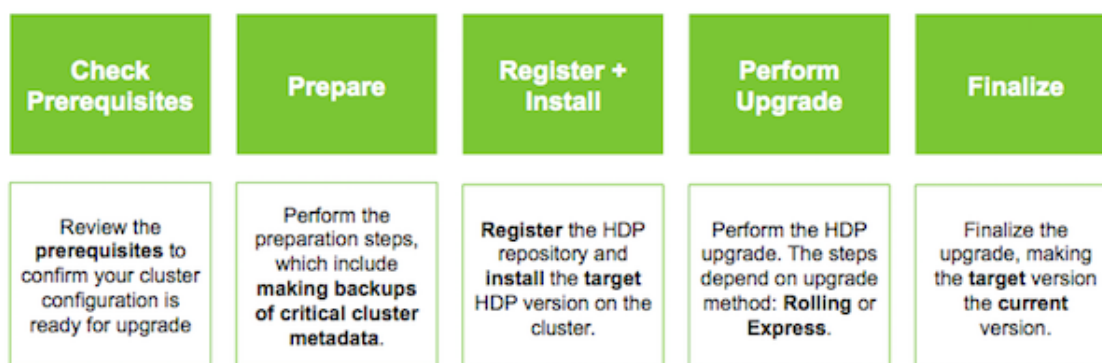 Check
Prerequisites
Prepare
Register +
Install
Perform
Upgrade
Finalize
Review the
prerequisites to
confirm your cluster
configuration is
ready for upgrade
Perform the
preparation steps,
which include
making backups
of critical cluster
metadata.
Register the HDP
repository and
install the target
HDP version on the
cluster.
Perform the HDP
upgrade. The steps
depend on upgrade
method: Rolling or
Express.
Finalize the
upgrade, making
the target version
the current
version.